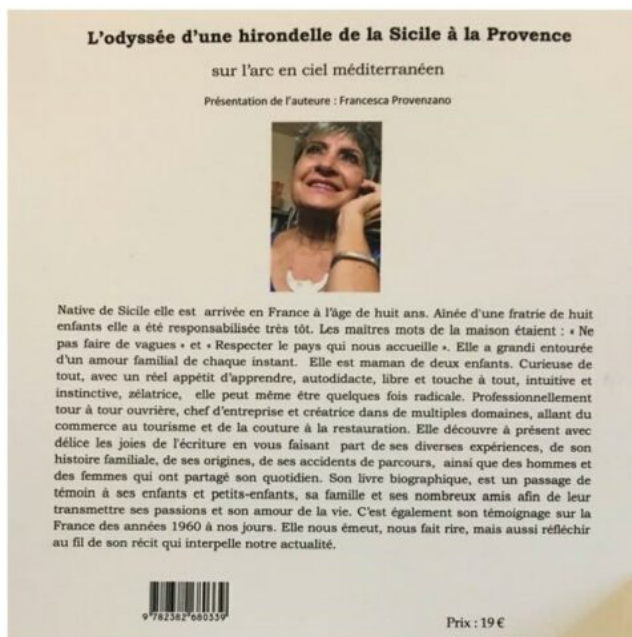 L'odyssée d'une hirondelle de la Sicile à la Provence
sur l'arc en ciel méditerranéen
Présentation de l'auteure : Francesca Provenzano
Native de Sicile elle est arrivée en France à l'âge de huit ans. Ainée d'une fratrie de huit
enfants elle a été responsabilisée très tôt. Les maîtres mots de la maison étaient : « Ne
pas faire de vagues » et « Respecter le pays qui nous accueille ». Elle a grandi entourée
d'un amour familial de chaque instant. Elle est maman de deux enfants. Curieuse de
tout, avec un réel appétit d'apprendre, autodidacte, libre et touche à tout, intuitive et
instinctive, zélatrice, elle peut même être quelques fois radicale. Professionnellement
tour à tour ouvrière, chef d'entreprise et créatrice dans de multiples domaines, allant du
commerce au tourisme et de la couture à la restauration. Elle découvre à présent avec
délice les joies de l'écriture en vous faisant part de ses diverses expériences, de son
histoire familiale, de ses origines, de ses accidents de parcours, ainsi que des hommes et
des femmes qui ont partagé son quotidien. Son livre biographique, est un passage de
témoin à ses enfants et petits-enfants, sa famille et ses nombreux amis afin de leur
transmettre ses passions et son amour de la vie. C'est également son témoignage sur la
France des années 1960 à nos jours. Elle nous émeut, nous fait rire, mais aussi réfléchir
au fil de son récit qui interpelle notre actualité.
9 782382 680339
Prix : 19 €